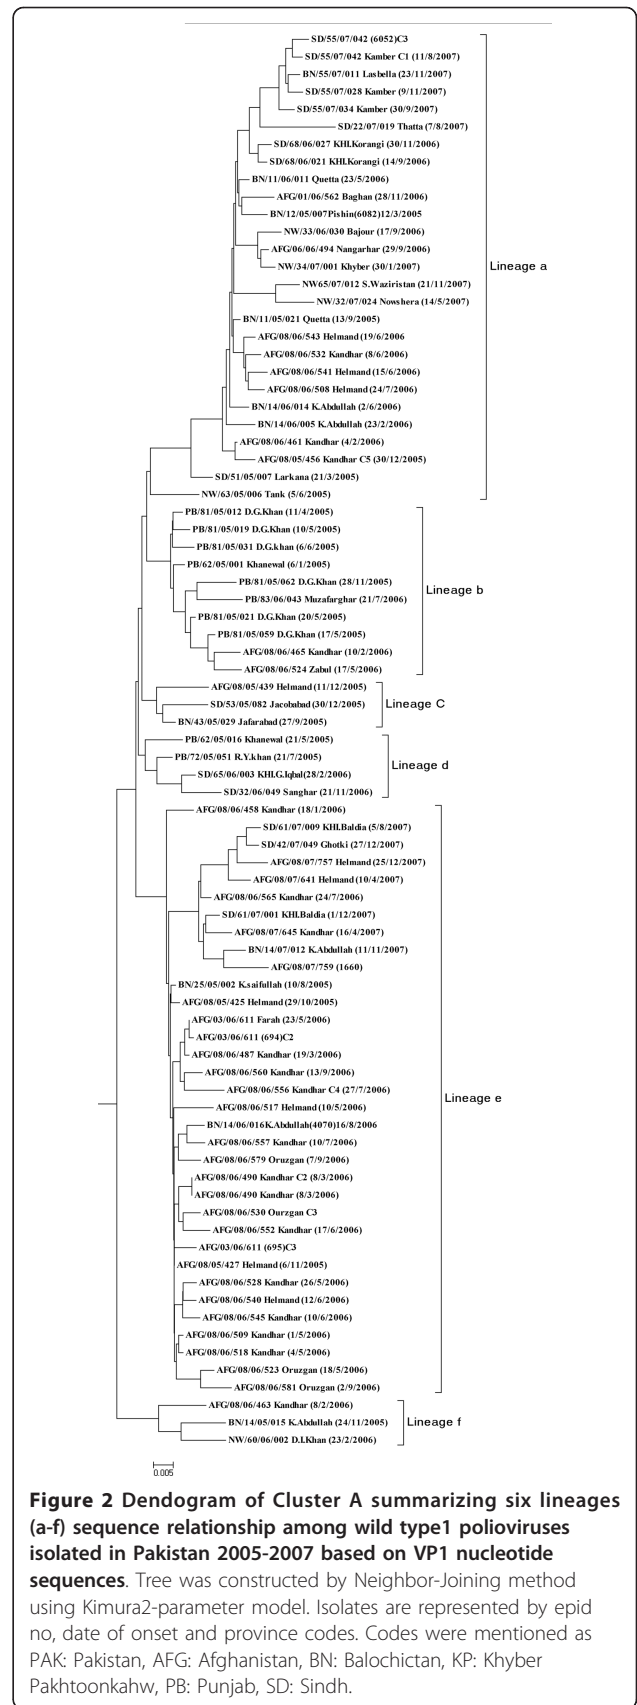 SD/55/07/042 (6052)C3
SD/55/07/042 Kamber C1 (11/8/2007)
BN/55/07/011 Lasbella (23/11/2007)
SD/55/07/028 Kamber (9/11/2007)
SD/55/07/034 Kamber (30/9/2007)
SD/22/07/019 Thatta (7/8/2007)
SD/68/06/027 KHI.Korangi (30/11/2006)
SD/68/06/021 KHI.Korangi (14/9/2006)
BN/11/06/011 Quetta (23/5/2006)
AFG/01/06/562 Baghan (28/11/2006)
BN/12/05/007Pishin(6082)12/3/2005
NW/33/06/030 Bajour (17/9/2006)
AFG/06/06/494 Nangarhar (29/9/2006)
NW/34/07/001 Khyber (30/1/2007)
Lineage a
NW65/07/012 S.Waziristan (21/11/2007)
NW/32/07/024 Nowshera (14/5/2007)
BN/11/05/021 Quetta (13/9/2005)
AFG/08/06/543 Helmand (19/6/2006
AFG/08/06/532 Kandhar (8/6/2006)
AFG/08/06/541 Helmand (15/6/2006)
AFG/08/06/508 Helmand (24/7/2006)
BN/14/06/014 K.Abdullah (2/6/2006)
BN/14/06/005 K.Abdullah (23/2/2006)
AFG/08/06/461 Kandhar (4/2/2006)
AFG/08/05/456 Kandhar C5 (30/12/2005)
SD/51/05/007 Larkana (21/3/2005)
NW/63/05/006 Tank (5/6/2005)
PB/81/05/012 D.G.Khan (11/4/2005)
PB/81/05/019 D.G.Khan (10/5/2005)
PB/81/05/031 D.G.khan (6/6/2005)
PB/62/05/001 Khanewal (6/1/2005)
PB/81/05/062 D.G.Khan (28/11/2005)
Lineage b
PB/83/06/043 Muzafarghar (21/7/2006)
PB/81/05/021 D.G.Khan (20/5/2005)
PB/81/05/059 D.G.Khan (17/5/2005)
AFG/08/06/465 Kandhar (10/2/2006)
AFG/08/06/524 Zabul (17/5/2006)
AFG/08/05/439 Helmand (11/12/2005)
SD/53/05/082 Jacobabad (30/12/2005)
Lineage C
BN/43/05/029 Jafarabad (27/9/2005)
PB/62/05/016 Khanewal (21/5/2005)
PB/72/05/051 R.Y.khan (21/7/2005)
Lineage d
SD/65/06/003 KHI.G.Iqbal(28/2/2006)
SD/32/06/049 Sanghar (21/11/2006)
AFG/08/06/458 Kandhar (18/1/2006)
SD/61/07/009 KHI.Baldia (5/8/2007)
SD/42/07/049 Ghotki (27/12/2007)
AFG/08/07/757 Helmand (25/12/2007)
AFG/08/07/641 Helmand (10/4/2007)
AFG/08/06/565 Kandhar (24/7/2006)
SD/61/07/001 KHI.Baldia (1/12/2007)
AFG/08/07/645 Kandhar (16/4/2007)
BN/14/07/012 K.Abdullah (11/11/2007)
AFG/08/07/759 (1660)
BN/25/05/002 K.saifullah (10/8/2005)
AFG/08/05/425 Helmand (29/10/2005)
AFG/03/06/611 Farah (23/5/2006)
AFG/03/06/611 (694)C2
AFG/08/06/487 Kandhar (19/3/2006)
AFG/08/06/560 Kandhar (13/9/2006)
AFG/08/06/556 Kandhar C4 (27/7/2006)
Lineage e
AFG/08/06/517 Helmand (10/5/2006)
BN/14/06/016K.Abdullah(4070)16/8/2006
AFG/08/06/557 Kandhar (10/7/2006)
AFG/08/06/579 Oruzgan (7/9/2006)
AFG/08/06/490 Kandhar C2 (8/3/2006)
AFG/08/06/490 Kandhar (8/3/2006)
AFG/08/06/530 Ourzgan C3
AFG/08/06/552 Kandhar (17/6/2006)
AFG/03/06/611 (695)C3
AFG/08/05/427 Helmand (6/11/2005)
AFG/08/06/528 Kandhar (26/5/2006)
AFG/08/06/540 Helmand (12/6/2006)
AFG/08/06/545 Kandhar (10/6/2006)
AFG/08/06/509 Kandhar (1/5/2006)
AFG/08/06/518 Kandhar (4/5/2006)
AFG/08/06/523 Oruzgan (18/5/2006)
AFG/08/06/581 Oruzgan (2/9/2006)
AFG/08/06/463 Kandhar (8/2/2006)
BN/14/05/015 K.Abdullah (24/11/2005)
Lineage f
NW/60/06/002 D.I.Khan (23/2/2006)
0.005
Figure 2 Dendogram of Cluster A summarizing six lineages
(a-f) sequence relationship among wild type1 polioviruses
isolated in Pakistan 2005-2007 based on VP1 nucleotide
sequences. Tree was constructed by Neighbor-Joining method
using Kimura2-parameter model. Isolates are represented by epid
no, date of onset and province codes. Codes were mentioned as
PAK: Pakistan, AFG: Afghanistan, BN: Balochictan, KP: Khyber
Pakhtoonkahw, PB: Punjab, SD: Sindh.